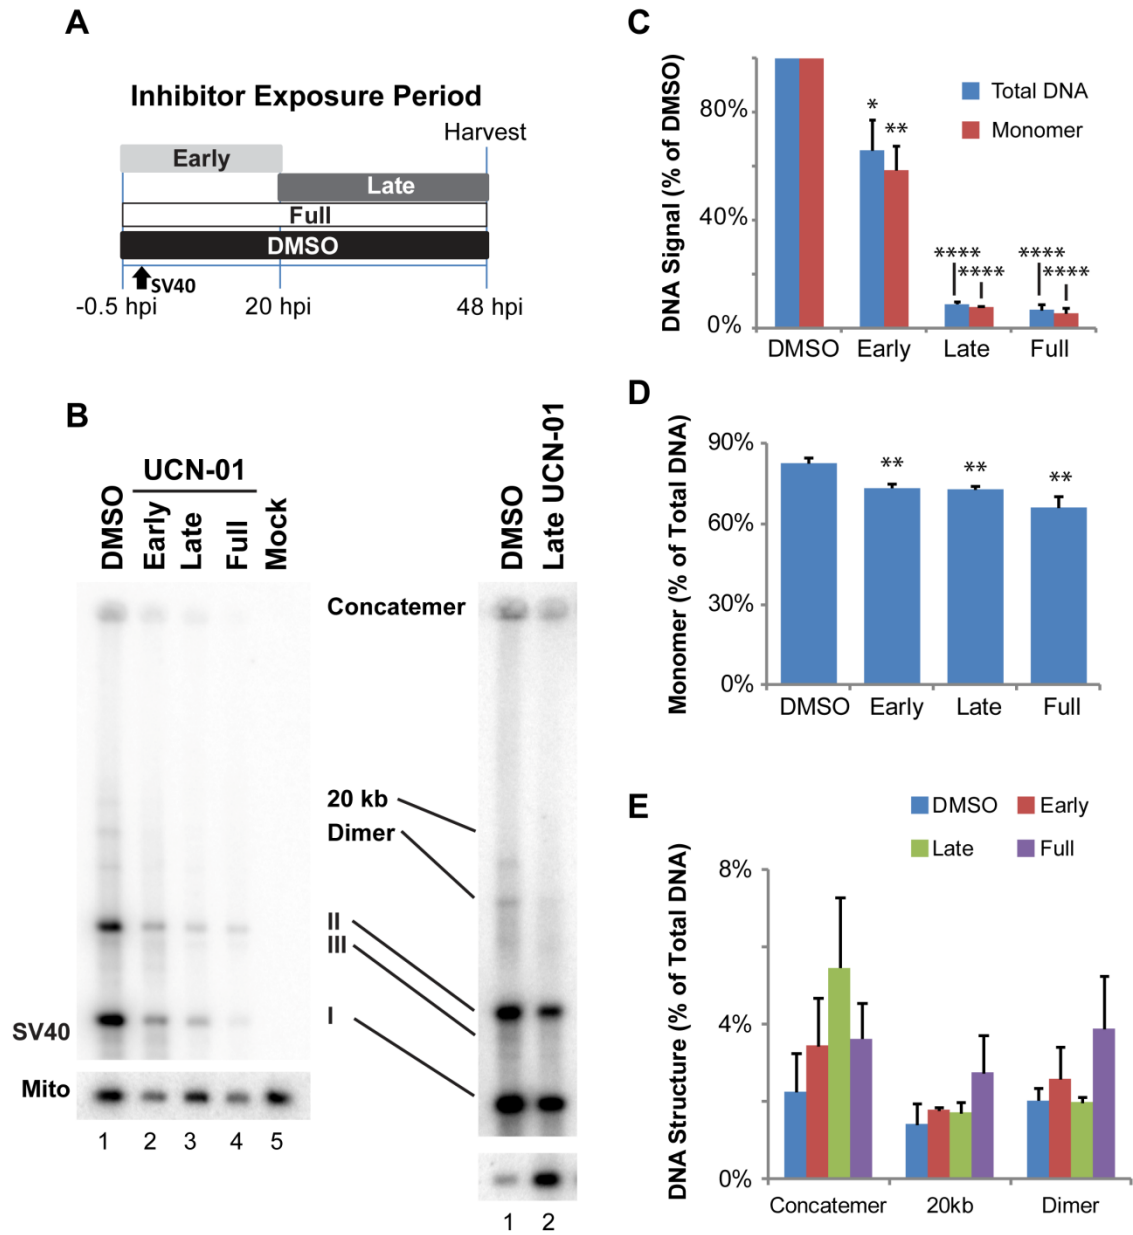 A
Inhibitor Exposure Period
Harvest
Early
Late
Full
DMSO
SV40
-0.5 hpi
20 hpi
48 hpi
B
UCN-01
DMSO
Early
Late
Full
Mock
DMSO
Late UCN-01
Concatemer
20 kb
Dimer
II
III
I
SV40
Mito
1 2 3 4 5
1 2
C
DNA Signal (% of DMSO)
80%
40%
0%
Total DNA
Monomer
*
**
****
****
****
****
DMSO Early Late Full
D
Monomer (% of Total DNA)
90%
60%
30%
0%
**
**
**
DMSO Early Late Full
E
DNA Structure (% of Total DNA)
DMSO Early
Late Full
8%
4%
0%
Concatemer 20kb Dimer